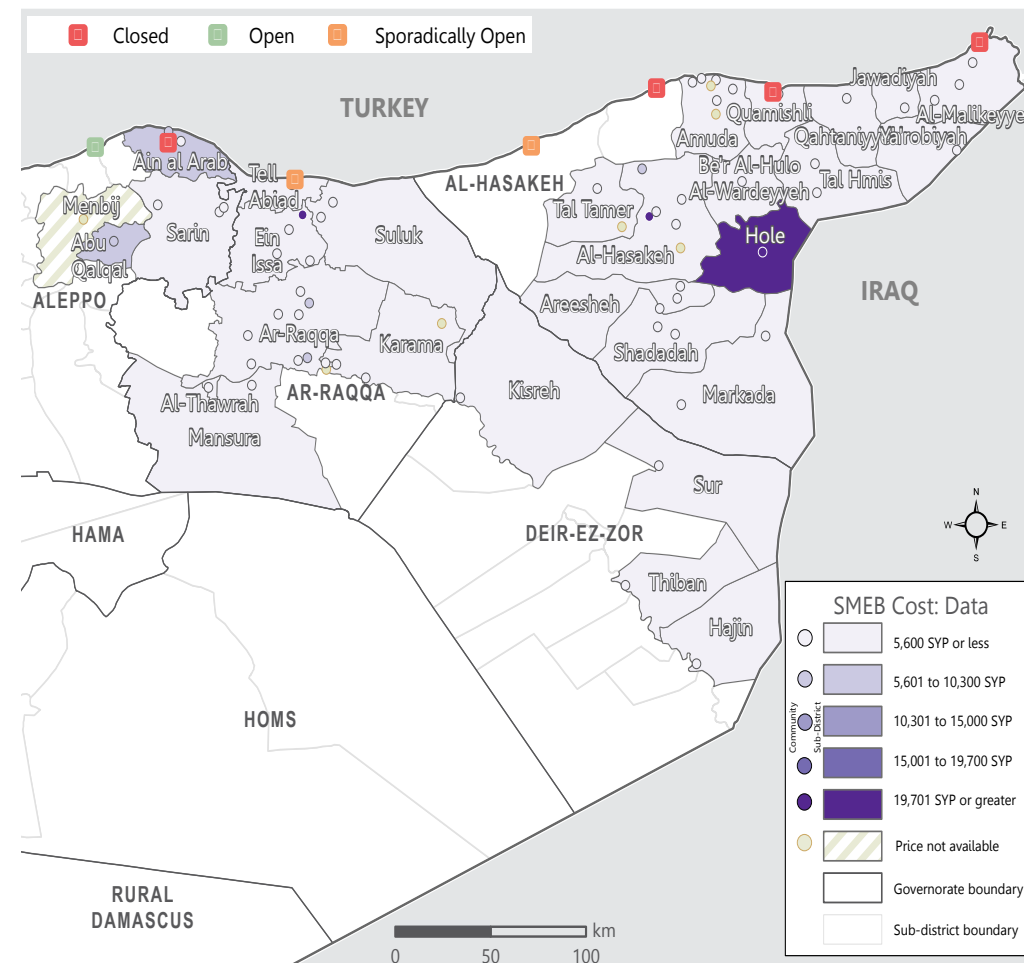 Closed
Open
Sporadically Open
TURKEY
Jawadiyah
Al-Malikeyye
Quamishli
Amuda
Qahtaniyyeh
Ya'robiyah
Ain al Arab
Tell
Abiad
AL-HASAKEH
Be'r Al-Hulo
Al-Wardeyyeh
Tal Hmis
Menbij
Tal Tamer
Abu
Qalqal
Sarin
Ein
Issa
Suluk
Hole
Al-Hasakeh
IRAQ
ALEPPO
Areesheh
Ar-Raqqa
Karama
Shadadah
AR-RAQQA
Kisreh
Markada
Al-Thawrah
Mansura
Sur
HAMA
DEIR-EZ-ZOR
N
W
E
S
Thiban
Hajin
HOMS
RURAL
DAMASCUS
SMEB Cost: Data
Community
Sub-District
5,600 SYP or less
5,601 to 10,300 SYP
10,301 to 15,000 SYP
15,001 to 19,700 SYP
19,701 SYP or greater
Price not available
Governorate boundary
Sub-district boundary
km
0
50
100